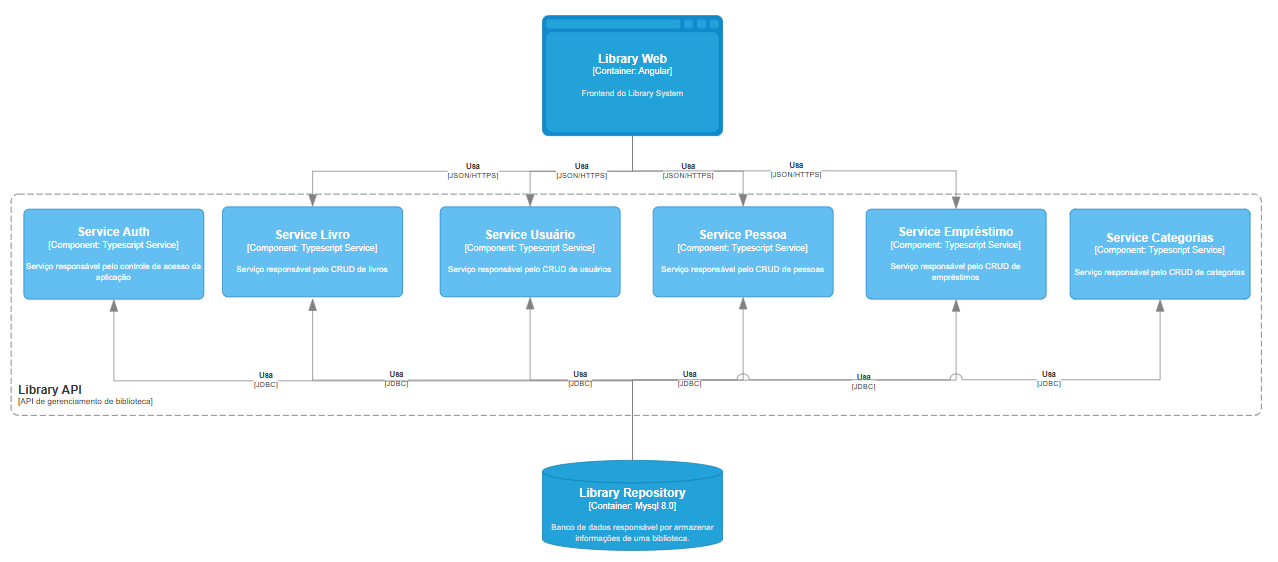 Library Web
[Container: Angular]
Frontend do Library System
Usa
[JSON/HTTPS]
Usa
[JSON/HTTPS]
Usa
[JSON/HTTPS]
Usa
[JSON/HTTPS]
Service Auth
[Component: Typescript Service]
Serviço responsável pelo controle de acesso da
aplicação
Service Livro
[Component: Typescript Service]
Serviço responsável pelo CRUD de livros
Service Usuário
[Component: Typescript Service]
Serviço responsável pelo CRUD de usuários
Service Pessoa
[Component: Typescript Service]
Serviço responsável pelo CRUD de pessoas
Service Empréstimo
[Component: Typescript Service]
Serviço responsável pelo CRUD de
empréstimos
Service Categorias
[Component: Typescript Service]
Serviço responsável pelo CRUD de categorias
Usa
[JDBC]
Usa
[JDBC]
Usa
[JDBC]
Usa
[JDBC]
Usa
[JDBC]
Usa
[JDBC]
Library API
[API de gerenciamento de biblioteca]
Library Repository
[Container: Mysql 8.0]
Banco de dados responsável por armazenar
informações de uma biblioteca.